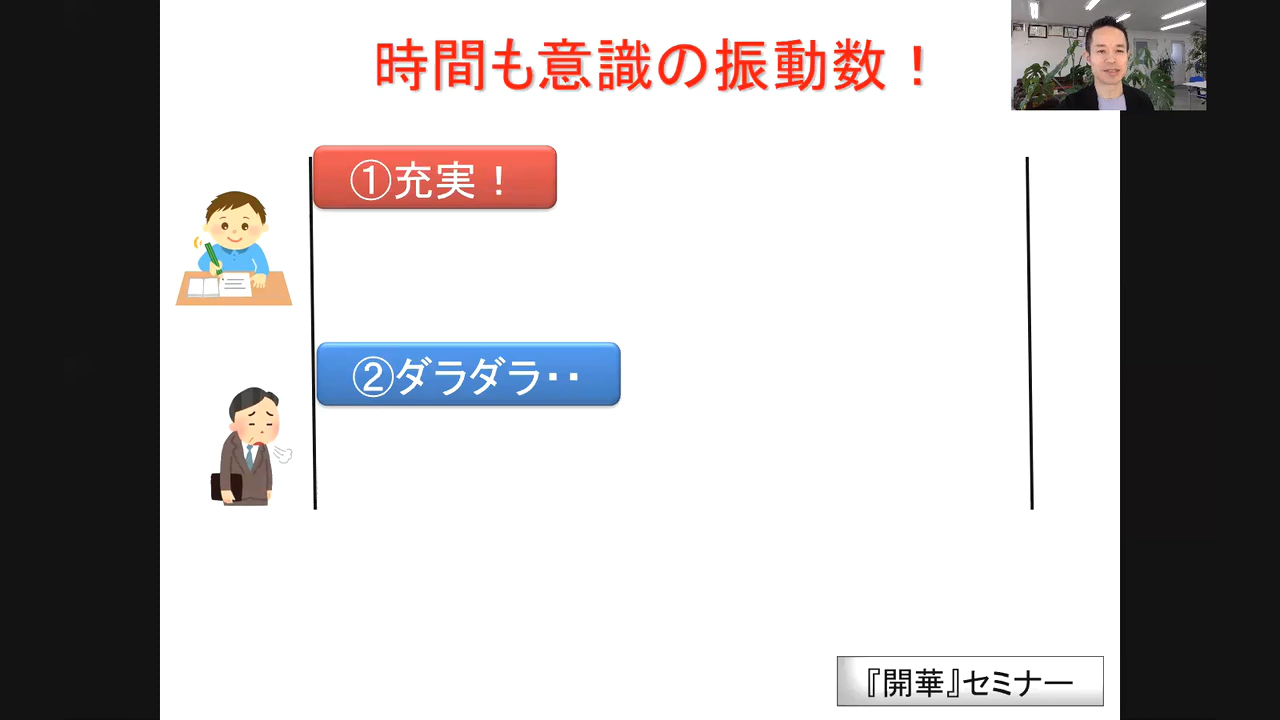 時間も意識の振動数！
①充実！
②ダラダラ・・
『開華』セミナー